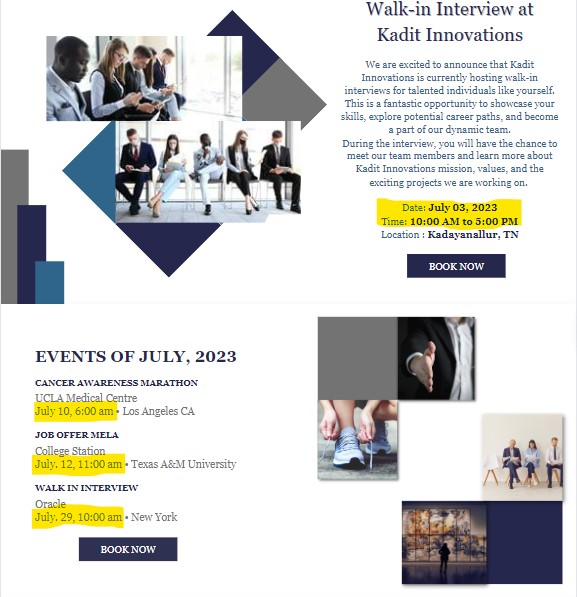 Walk-in Interview at
Kadit Innovations
We are excited to announce that Kadit
Innovations is currently hosting walk-in
interviews for talented individuals like yourself.
This is a fantastic opportunity to showcase your
skills, explore potential career paths, and become
a part of our dynamic team.
During the interview, you will have the chance to
meet our team members and learn more about
Kadit Innovations mission, values, and the
exciting projects we are working on.
Date: July 03, 2023
Time: 10:00 AM to 5:00 PM
Location : Kadayanallur, TN
BOOK NOW
EVENTS OF JULY, 2023
CANCER AWARENESS MARATHON
UCLA Medical Centre
July 10, 6:00 am • Los Angeles CA
JOB OFFER MELA
College Station
July. 12, 11:00 am • Texas A&M University
WALK IN INTERVIEW
Oracle
July. 29, 10:00 am • New York
BOOK NOW